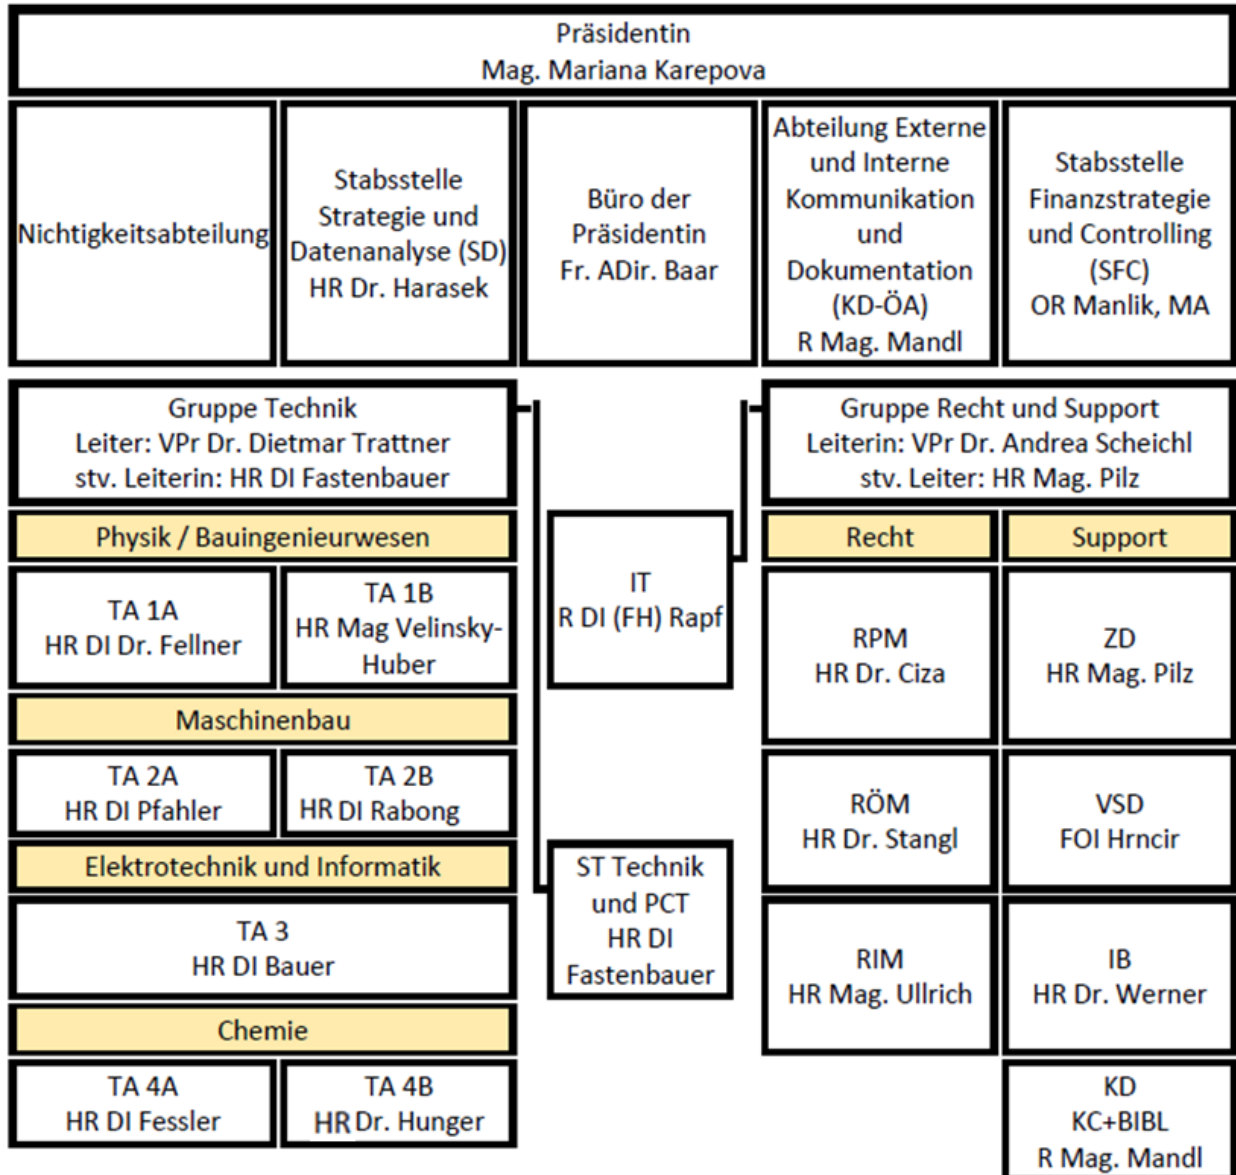 Präsidentin
Mag. Mariana Karepova
Nichtigkeitsabteilung
Stabsstelle
Strategie und
Datenanalyse (SD)
HR Dr. Harasek
Büro der
Präsidentin
Fr. ADir. Baar
Abteilung Externe
und Interne
Kommunikation
und
Dokumentation
(KD-ÖA)
R Mag. Mandl
Stabsstelle
Finanzstrategie
und Controlling
(SFC)
OR Manlik, MA
Gruppe Technik
Leiter: VPr Dr. Dietmar Trattner
stv. Leiterin: HR DI Fastenbauer
Physik / Bauingenieurwesen
TA 1A
HR DI Dr. Fellner
TA 1B
HR Mag Velinsky-
Huber
Maschinenbau
TA 2A
HR DI Pfahler
TA 2B
HR DI Rabong
Elektrotechnik und Informatik
TA 3
HR DI Bauer
Chemie
TA 4A
HR DI Fessler
TA 4B
HR Dr. Hunger
IT
R DI (FH) Rapf
ST Technik
und PCT
HR DI
Fastenbauer
Gruppe Recht und Support
Leiterin: VPr Dr. Andrea Scheichl
stv. Leiter: HR Mag. Pilz
Recht
Support
RPM
HR Dr. Ciza
ZD
HR Mag. Pilz
RÖM
HR Dr. Stangl
VSD
FOI Hrncir
RIM
HR Mag. Ullrich
IB
HR Dr. Werner
KD
KC+BIBL
R Mag. Mandl